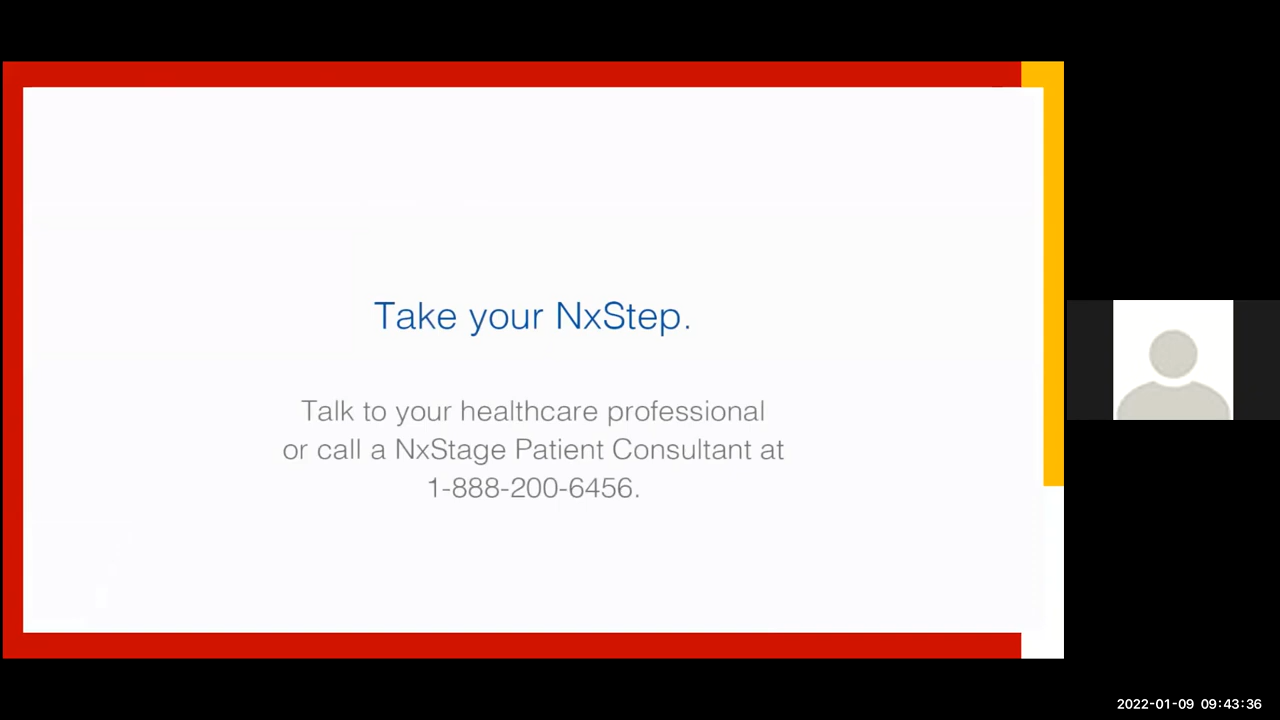 Take your NxStep.
Talk to your healthcare professional
or call a NxStage Patient Consultant at
1-888-200-6456.
2022-01-09 09:43:36